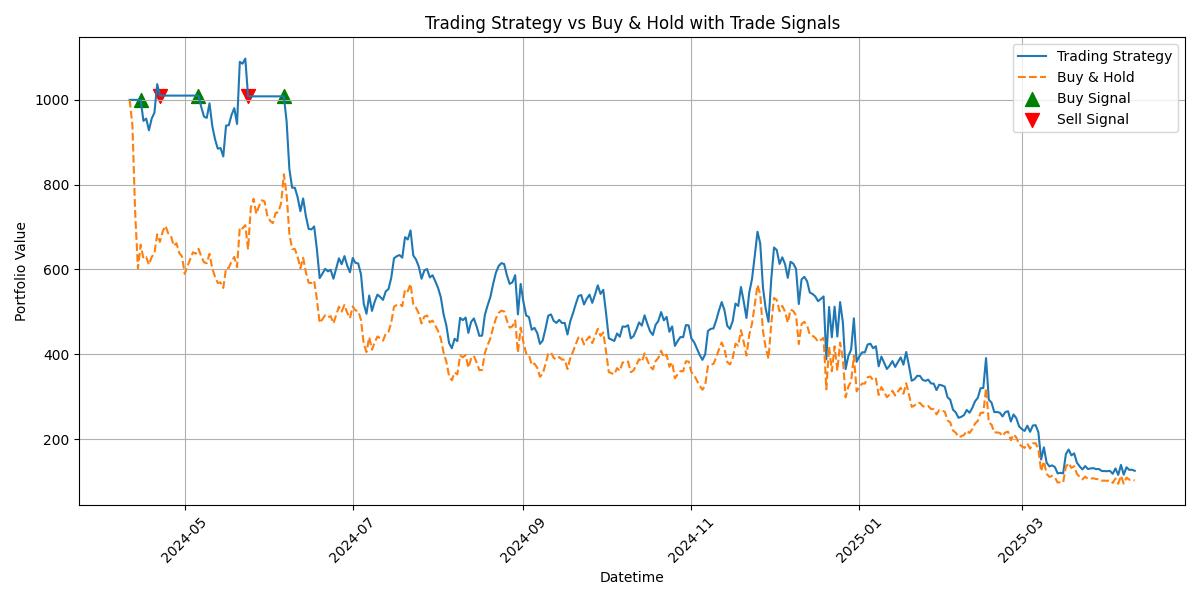 Trading Strategy vs Buy & Hold with Trade Signals
Trading Strategy
Buy & Hold
Buy Signal
Sell Signal
Portfolio Value
1000
800
600
400
200
2024-05
2024-07
2024-09
2024-11
2025-01
2025-03
Datetime